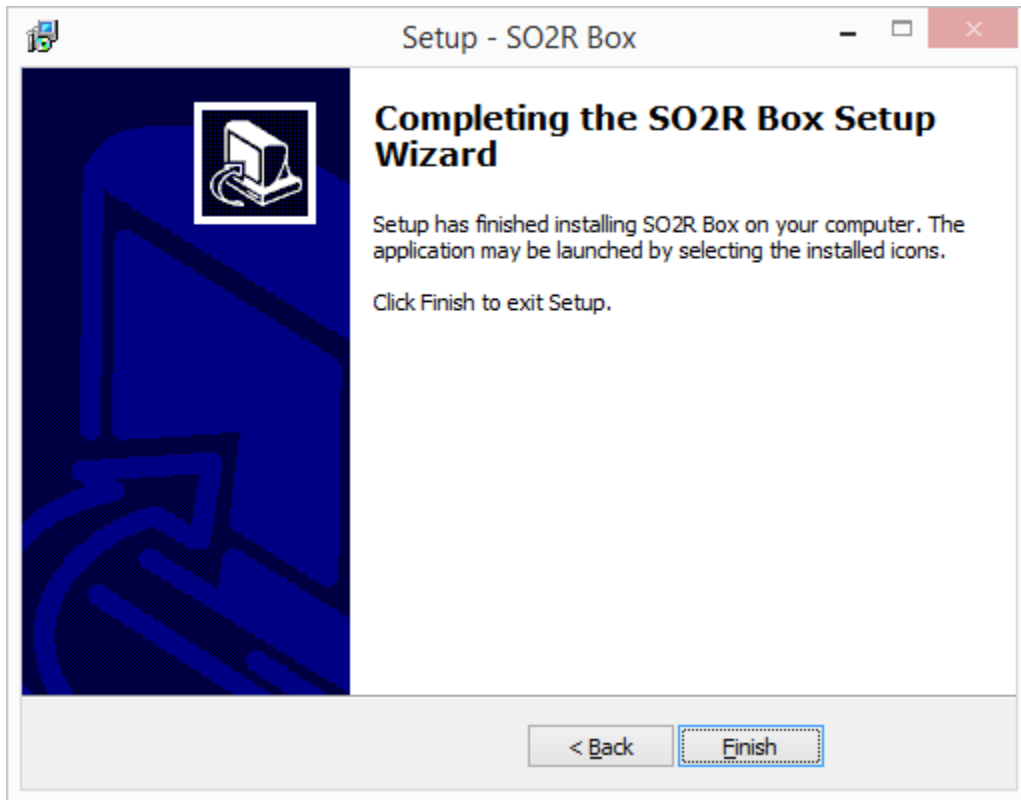 Setup - SO2R Box
Completing the SO2R Box Setup
Wizard
Setup has finished installing SO2R Box on your computer. The
application may be launched by selecting the installed icons.
Click Finish to exit Setup.
< Back
Finish